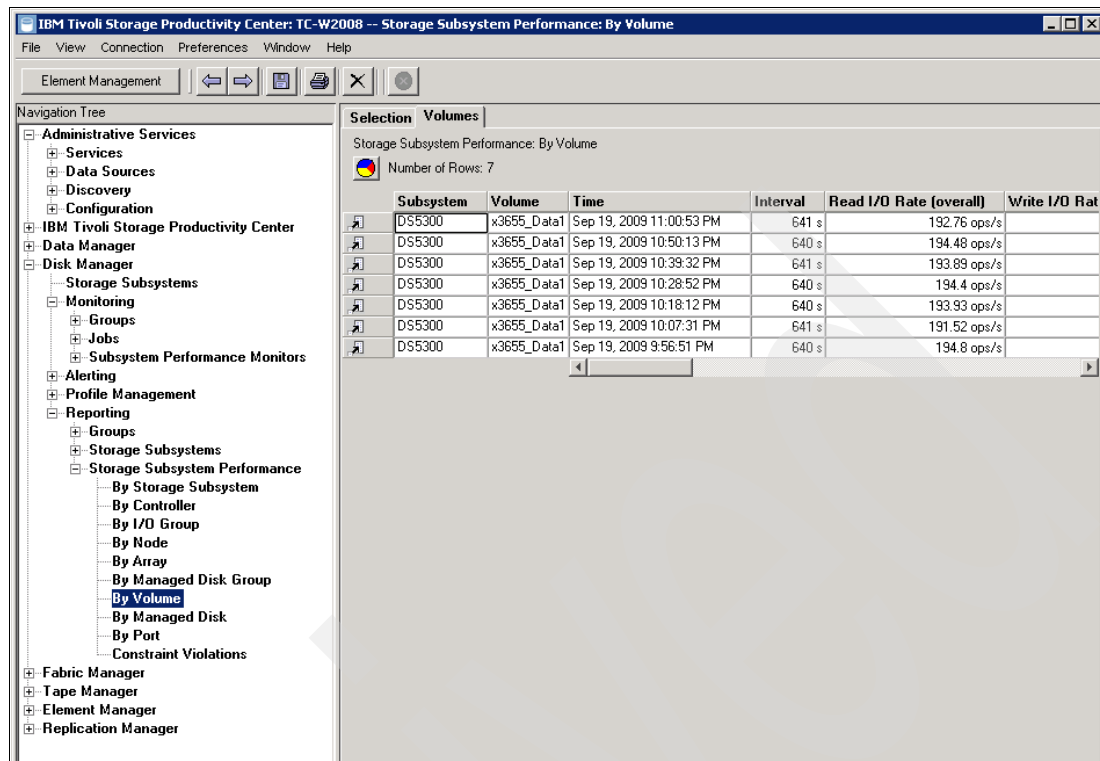 IBM Tivoli Storage Productivity Center: TC-W2008 -- Storage Subsystem Performance: By Volume
File View Connection Preferences Window Help
Element Management
Navigation Tree
Administrative Services
Services
Data Sources
Discovery
Configuration
IBM Tivoli Storage Productivity Center
Data Manager
Disk Manager
Storage Subsystems
Monitoring
Groups
Jobs
Subsystem Performance Monitors
Alerting
Profile Management
Reporting
Groups
Storage Subsystems
Storage Subsystem Performance
By Storage Subsystem
By Controller
By I/O Group
By Node
By Array
By Managed Disk Group
By Volume
By Managed Disk
By Port
Constraint Violations
Fabric Manager
Tape Manager
Element Manager
Replication Manager
Selection Volumes
Storage Subsystem Performance: By Volume
Number of Rows: 7
Subsystem Volume Time Interval Read I/O Rate (overall) Write I/O Rat
DS5300 x3655_Data1 Sep 19, 2009 11:00:53 PM 641 s 192.76 ops/s
DS5300 x3655_Data1 Sep 19, 2009 10:50:13 PM 640 s 194.48 ops/s
DS5300 x3655_Data1 Sep 19, 2009 10:39:32 PM 641 s 193.89 ops/s
DS5300 x3655_Data1 Sep 19, 2009 10:28:52 PM 640 s 194.4 ops/s
DS5300 x3655_Data1 Sep 19, 2009 10:18:12 PM 640 s 193.93 ops/s
DS5300 x3655_Data1 Sep 19, 2009 10:07:31 PM 641 s 191.52 ops/s
DS5300 x3655_Data1 Sep 19, 2009 9:56:51 PM 640 s 194.8 ops/s